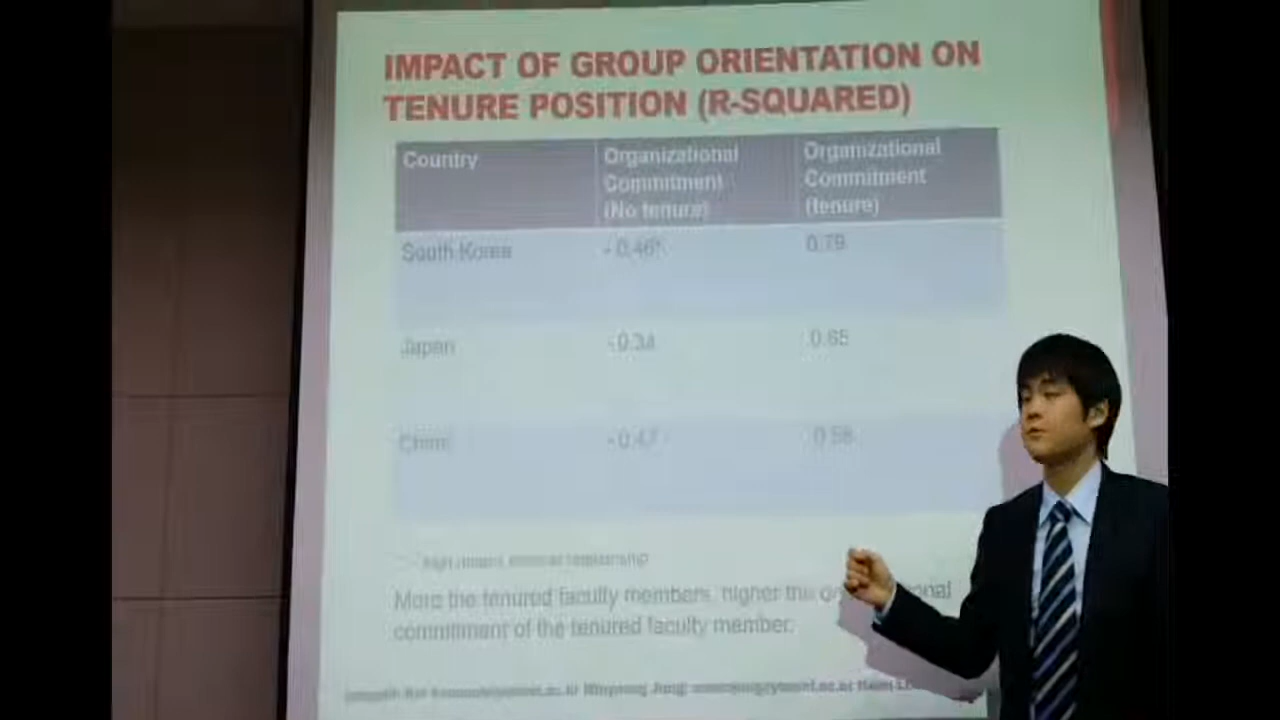 IMPACT OF GROUP ORIENTATION ON
TENURE POSITION (R-SQUARED)
Country
Organizational
Commitment
(No tenure)
Organizational
Commitment
(tenure)
South Korea
- 0.46*
0.79
Japan
-0.34
0.65
China
-0.47
0.58
relationship
More the tenured faculty members, higher the
commitment of the tenured faculty member.